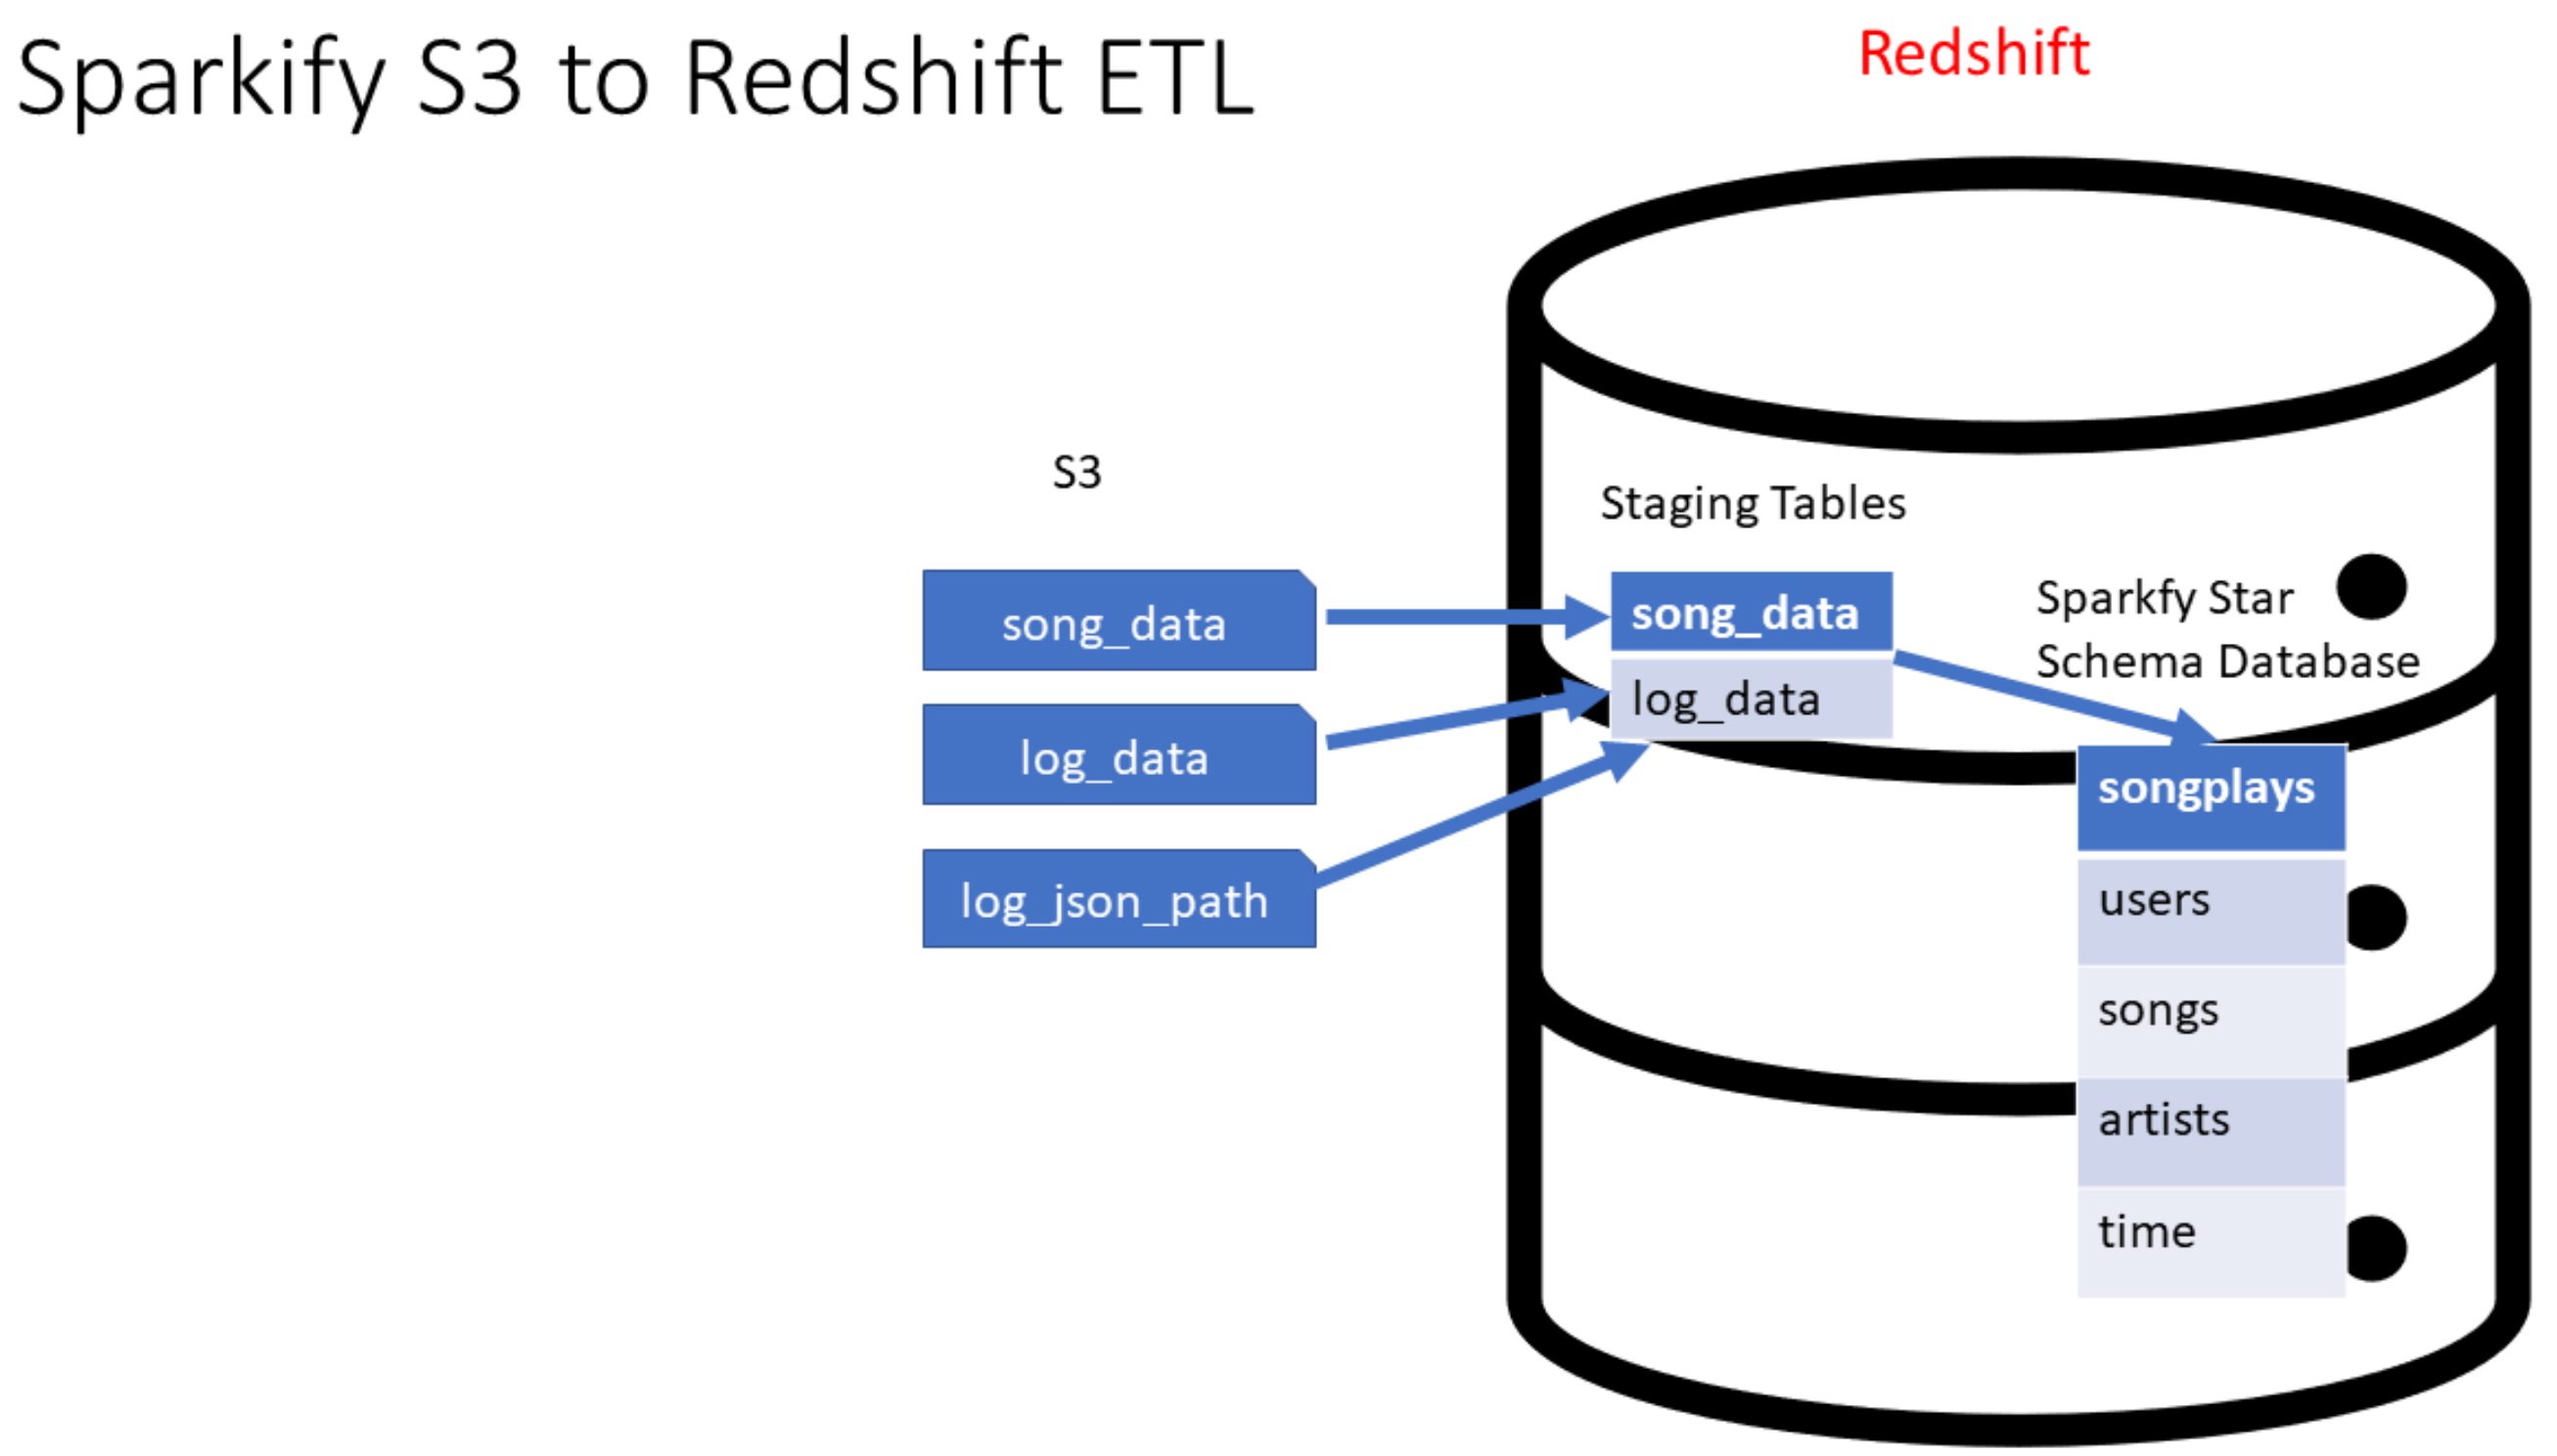 Sparkify S3 to Redshift ETL
Redshift
S3
song_data
log_data
log_json_path
Staging Tables
song_data
log_data
Sparkfy Star
Schema Database
songplays
users
songs
artists
time